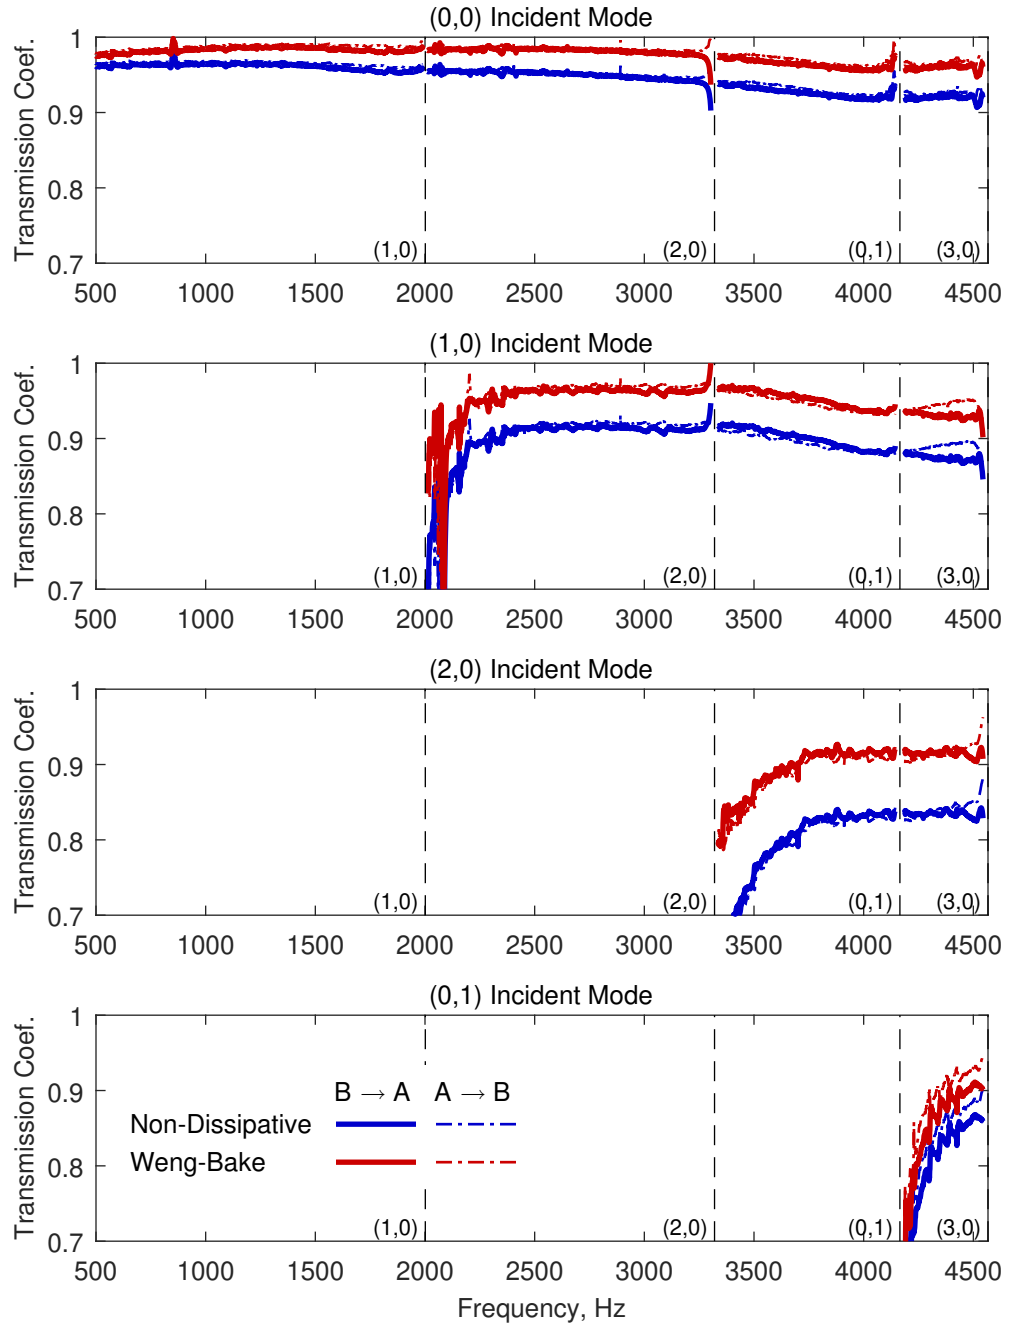 (0,0) Incident Mode
Transmission Coef.
1
0.9
0.8
0.7
(1,0)
(2,0)
(0,1)
(3,0)
500 1000 1500 2000 2500 3000 3500 4000 4500
(1,0) Incident Mode
Transmission Coef.
1
0.9
0.8
0.7
(1,0)
(2,0)
(0,1)
(3,0)
500 1000 1500 2000 2500 3000 3500 4000 4500
(2,0) Incident Mode
Transmission Coef.
1
0.9
0.8
0.7
(1,0)
(2,0)
(0,1)
(3,0)
500 1000 1500 2000 2500 3000 3500 4000 4500
(0,1) Incident Mode
Transmission Coef.
1
0.9
0.8
0.7
B → A A → B
Non-Dissipative
Weng-Bake
(1,0)
(2,0)
(0,1)
(3,0)
500 1000 1500 2000 2500 3000 3500 4000 4500
Frequency, Hz